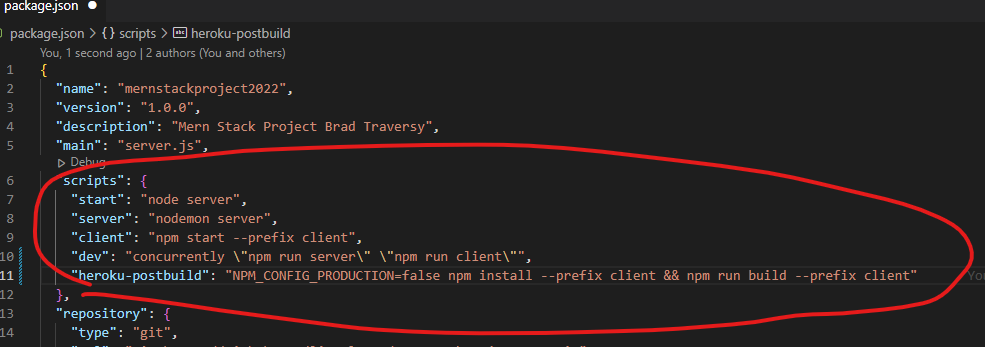 package.json
package.json > {} scripts > abc heroku-postbuild
You, 1 second ago | 2 authors (You and others)
1 {
2 "name": "mernstackproject2022",
3 "version": "1.0.0",
4 "description": "Mern Stack Project Brad Traversy",
5 "main": "server.js",
Debug
6 scripts": {
7 "start": "node server",
8 "server": "nodemon server",
9 "client": "npm start --prefix client",
10 "dev": "concurrently \"npm run server\" \"npm run client\"",
11 "heroku-postbuild": "NPM_CONFIG_PRODUCTION=false npm install --prefix client && npm run build --prefix client" You
12 },
13 "repository": {
14 "type": "git",